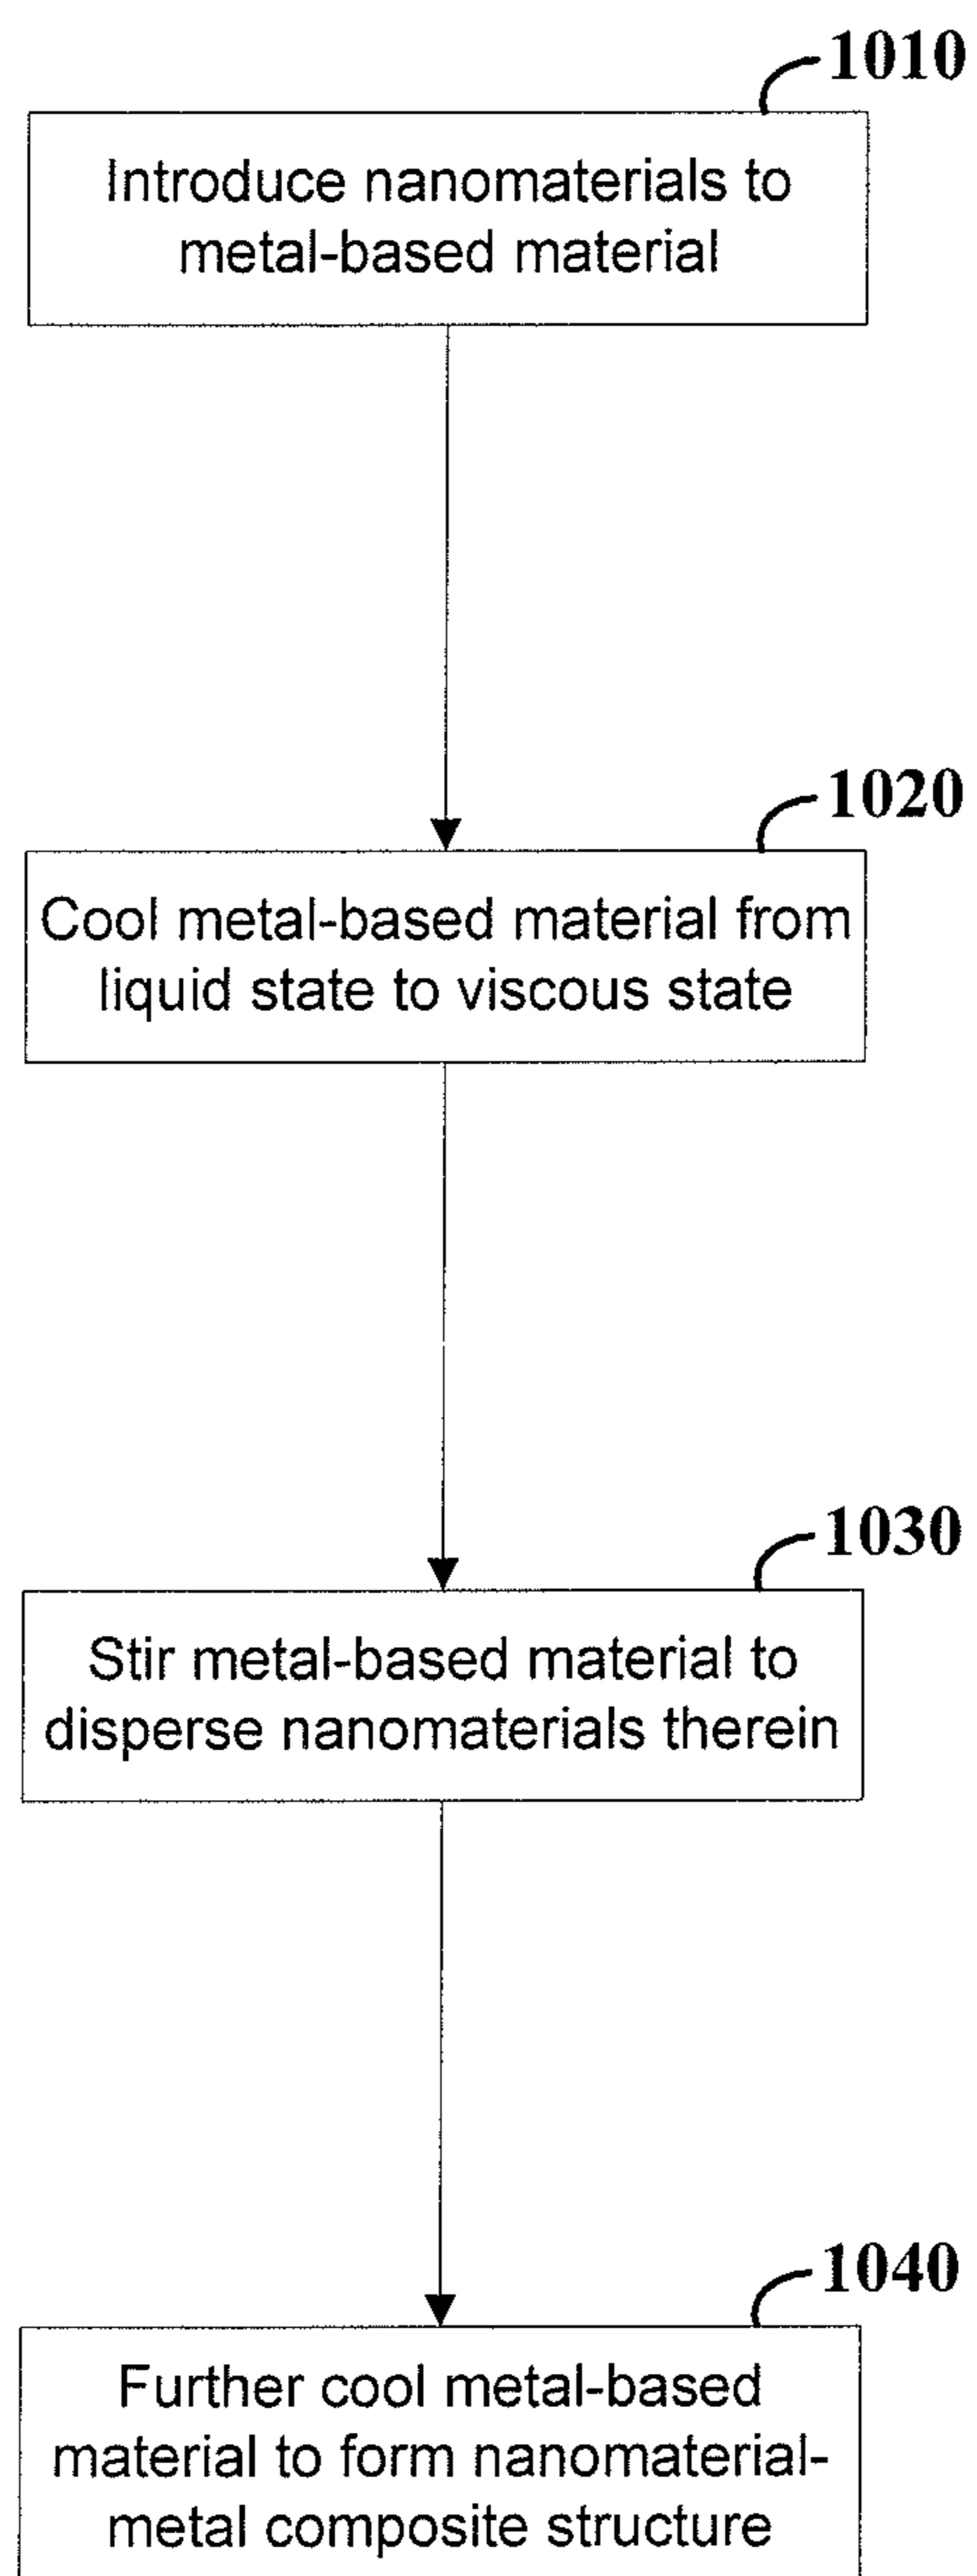 1010
Introduce nanomaterials to
metal-based material
1020
Cool metal-based material from
liquid state to viscous state
1030
Stir metal-based material to
disperse nanomaterials therein
1040
Further cool metal-based
material to form nanomaterial-
metal composite structure